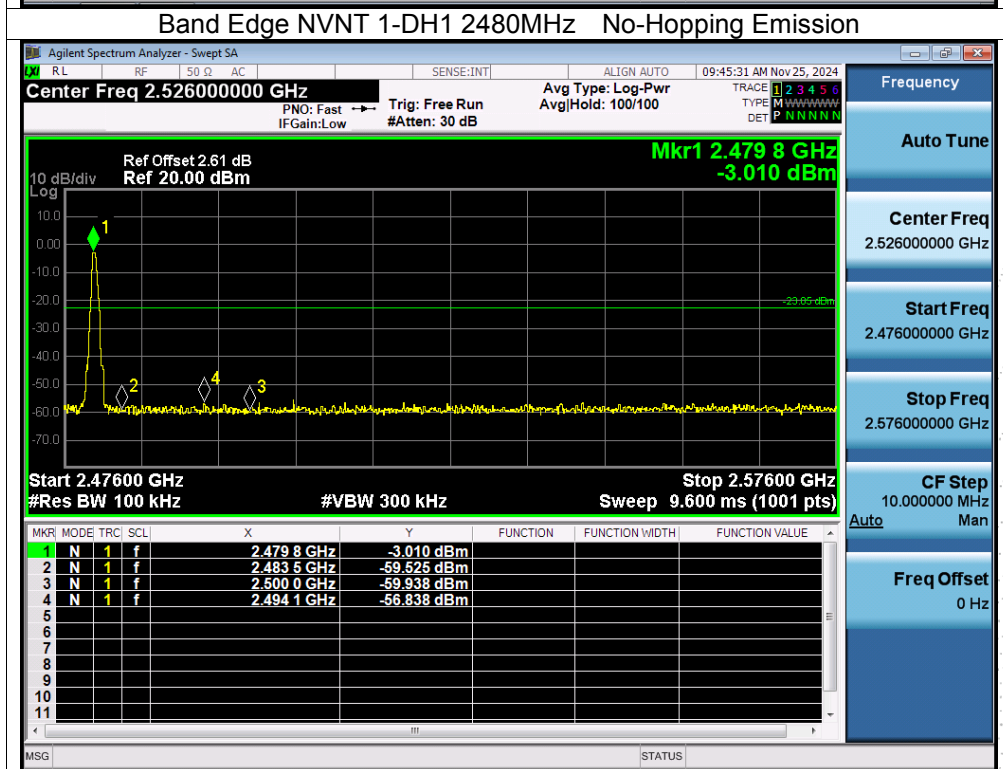 Band Edge NVNT 1-DH1 2480MHz No-Hopping Emission
Agilent Spectrum Analyzer - Swept SA
LXI RL RF 50 Ω AC SENSE:INT ALIGN AUTO 09:45:31 AM Nov 25, 2024
Center Freq 2.526000000 GHz
PNO: Fast
IFGain:Low
Trig: Free Run
#Atten: 30 dB
Avg Type: Log-Pwr
Avg|Hold: 100/100
TRACE 1 2 3 4 5 6
TYPE M WWWWW
DET P N N N N N
Frequency
Auto Tune
Center Freq
2.526000000 GHz
Start Freq
2.476000000 GHz
Stop Freq
2.576000000 GHz
CF Step
10.000000 MHz
Auto Man
Freq Offset
0 Hz
Mkr1 2.479 8 GHz
-3.010 dBm
Ref Offset 2.61 dB
10 dB/div Ref 20.00 dBm
Log
10.0
0.00
-10.0
-20.0
-30.0
-40.0
-50.0
-60.0
-70.0
1
2
4
3
-23.05 dBm
Start 2.47600 GHz Stop 2.57600 GHz
#Res BW 100 kHz #VBW 300 kHz Sweep 9.600 ms (1001 pts)
MKR MODE TRC SCL X Y FUNCTION FUNCTION WIDTH FUNCTION VALUE
1 N 1 f 2.479 8 GHz -3.010 dBm
2 N 1 f 2.483 5 GHz -59.525 dBm
3 N 1 f 2.500 0 GHz -59.938 dBm
4 N 1 f 2.494 1 GHz -56.838 dBm
5
6
7
8
9
10
11
MSG STATUS